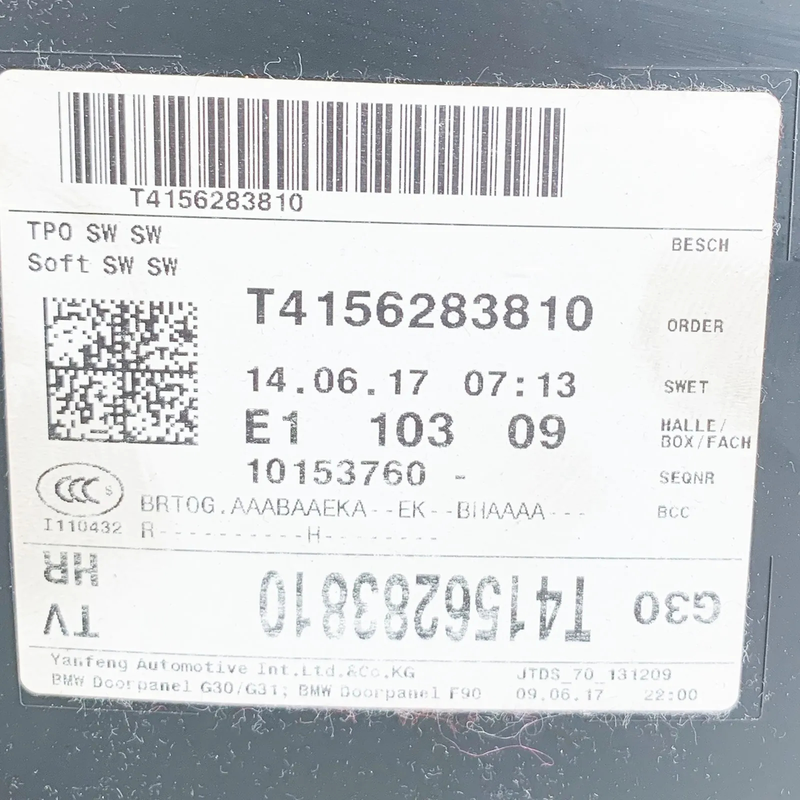 T4156283810
TPO SW SW
Soft SW SW
BESCH
T4156283810
ORDER
14.06.17 07:13
SWET
E1 103 09
HALLE/
BOX/FACH
10153760 -
SEQNR
CCC S
I110432
BRTOG.AAABAAEKA--EK--BHAAAA---
R----------H--------
BCC
TV
HR
T4156283810
G30
Yanfeng Automotive Int.Ltd.&Co.KG
BMW Doorpanel G30/G31; BMW Doorpanel F90
JTDS_70_131209
09.06.17 22:00